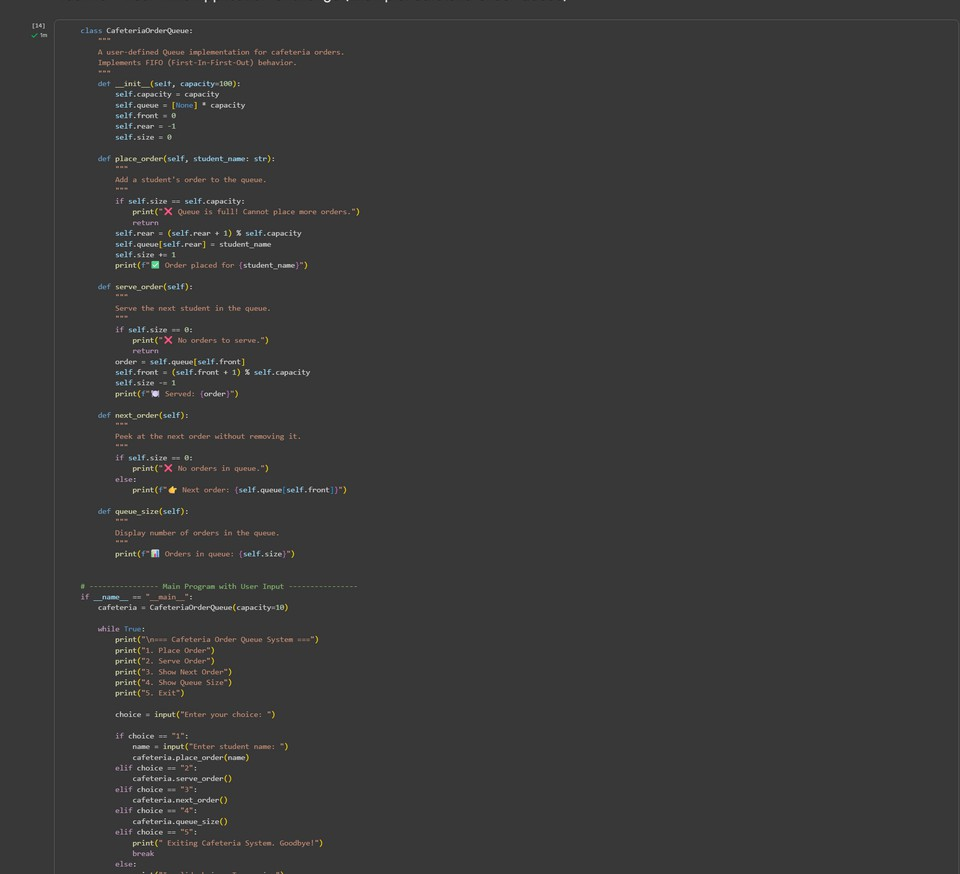 [14]
1m
class CafeteriaOrderQueue:
"""
A user-defined Queue implementation for cafeteria orders.
Implements FIFO (First-In-First-Out) behavior.
"""
def __init__(self, capacity=100):
self.capacity = capacity
self.queue = [None] * capacity
self.front = 0
self.rear = -1
self.size = 0
def place_order(self, student_name: str):
"""
Add a student's order to the queue.
"""
if self.size == self.capacity:
print("❌ Queue is full! Cannot place more orders.")
return
self.rear = (self.rear + 1) % self.capacity
self.queue[self.rear] = student_name
self.size += 1
print(f"✅ Order placed for {student_name}")
def serve_order(self):
"""
Serve the next student in the queue.
"""
if self.size == 0:
print("❌ No orders to serve.")
return
order = self.queue[self.front]
self.front = (self.front + 1) % self.capacity
self.size -= 1
print(f"🍽 Served: {order}")
def next_order(self):
"""
Peek at the next order without removing it.
"""
if self.size == 0:
print("❌ No orders in queue.")
else:
print(f"👉 Next order: {self.queue[self.front]}")
def queue_size(self):
"""
Display number of orders in the queue.
"""
print(f"📊 Orders in queue: {self.size}")
# ---------------- Main Program with User Input ----------------
if __name__ == "__main__":
cafeteria = CafeteriaOrderQueue(capacity=10)
while True:
print("\n=== Cafeteria Order Queue System ===")
print("1. Place Order")
print("2. Serve Order")
print("3. Show Next Order")
print("4. Show Queue Size")
print("5. Exit")
choice = input("Enter your choice: ")
if choice == "1":
name = input("Enter student name: ")
cafeteria.place_order(name)
elif choice == "2":
cafeteria.serve_order()
elif choice == "3":
cafeteria.next_order()
elif choice == "4":
cafeteria.queue_size()
elif choice == "5":
print(" Exiting Cafeteria System. Goodbye!")
break
else: